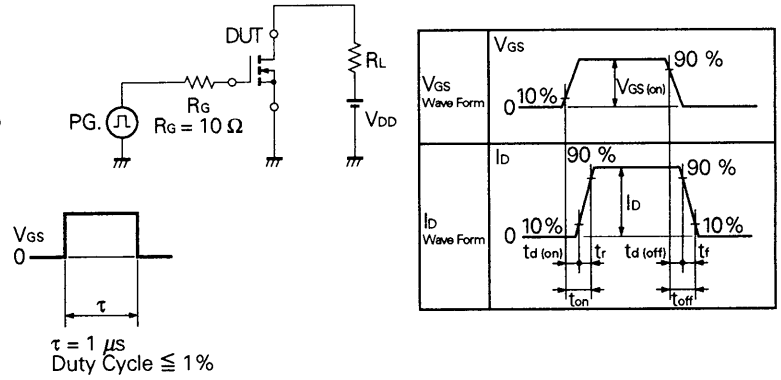 DUT
RL
RG
PG.
RG = 10 Ω
VDD
VGS
0
τ
τ = 1 μs
Duty Cycle ≦ 1%
VGS
Wave Form
VGS
90 %
10%
VGS (on)
0
ID
Wave Form
ID
90 %
90 %
ID
10%
10%
0
td (on)
tr
td (off)
tf
ton
toff